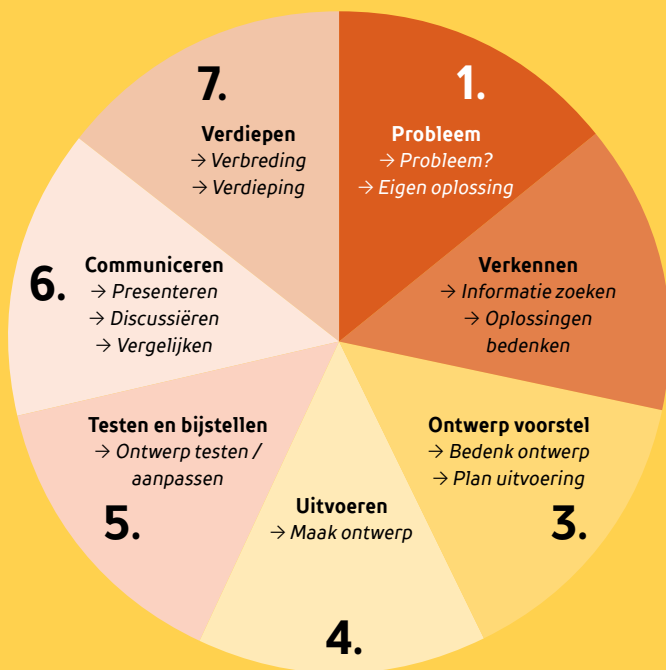 1.
Probleem
→ Probleem?
→ Eigen oplossing
Verkennen
→ Informatie zoeken
→ Oplossingen
bedenken
Ontwerp voorstel
→ Bedenk ontwerp
→ Plan uitvoering
3.
Uitvoeren
→ Maak ontwerp
4.
Testen en bijstellen
→ Ontwerp testen /
aanpassen
5.
6.
Communiceren
→ Presenteren
→ Discussiëren
→ Vergelijken
7.
Verdiepen
→ Verbreding
→ Verdieping